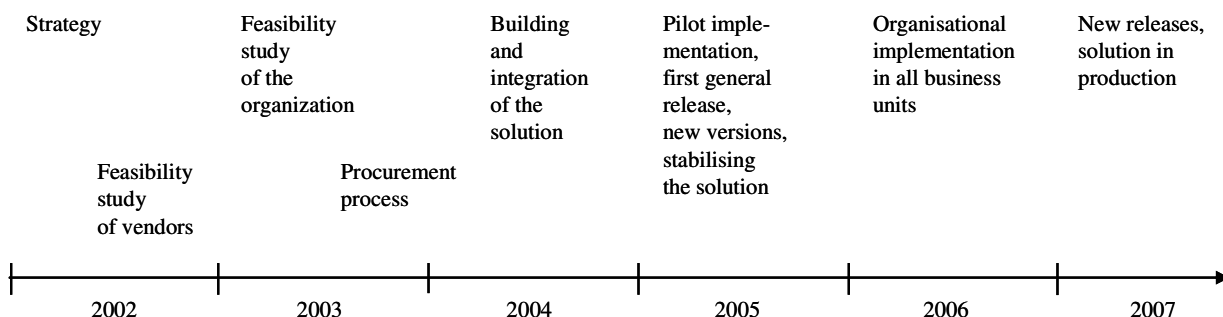 Strategy
Feasibility
study
of the
organization
Building
and
integration
of the
solution
Pilot imple-
mentation,
first general
release,
new versions,
stabilising
the solution
Organisational
implementation
in all business
units
New releases,
solution in
production
Feasibility
study
of vendors
Procurement
process
2002
2003
2004
2005
2006
2007